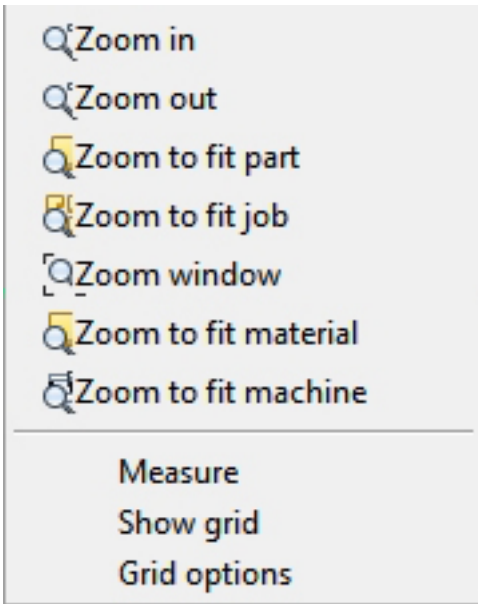 Zoom in
Zoom out
Zoom to fit part
Zoom to fit job
Zoom window
Zoom to fit material
Zoom to fit machine
Measure
Show grid
Grid options